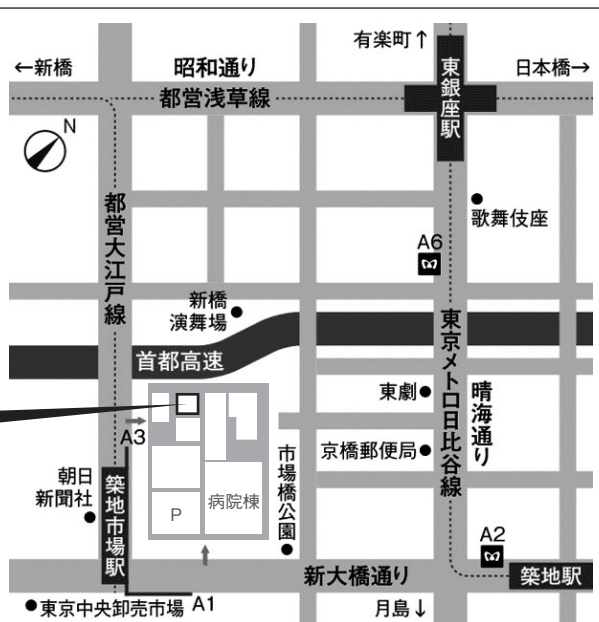 有楽町↑
←新橋
昭和通り
日本橋→
都営浅草線
東銀座駅
N
都営大江戸線
歌舞伎座
A6
新橋
演舞場
首都高速
東京メトロ日比谷線
晴海通り
東劇
A3
京橋郵便局
市場橋公園
朝日
新聞社
築地市場駅
P
病院棟
A2
新大橋通り
築地駅
東京中央卸売市場
A1
月島↓